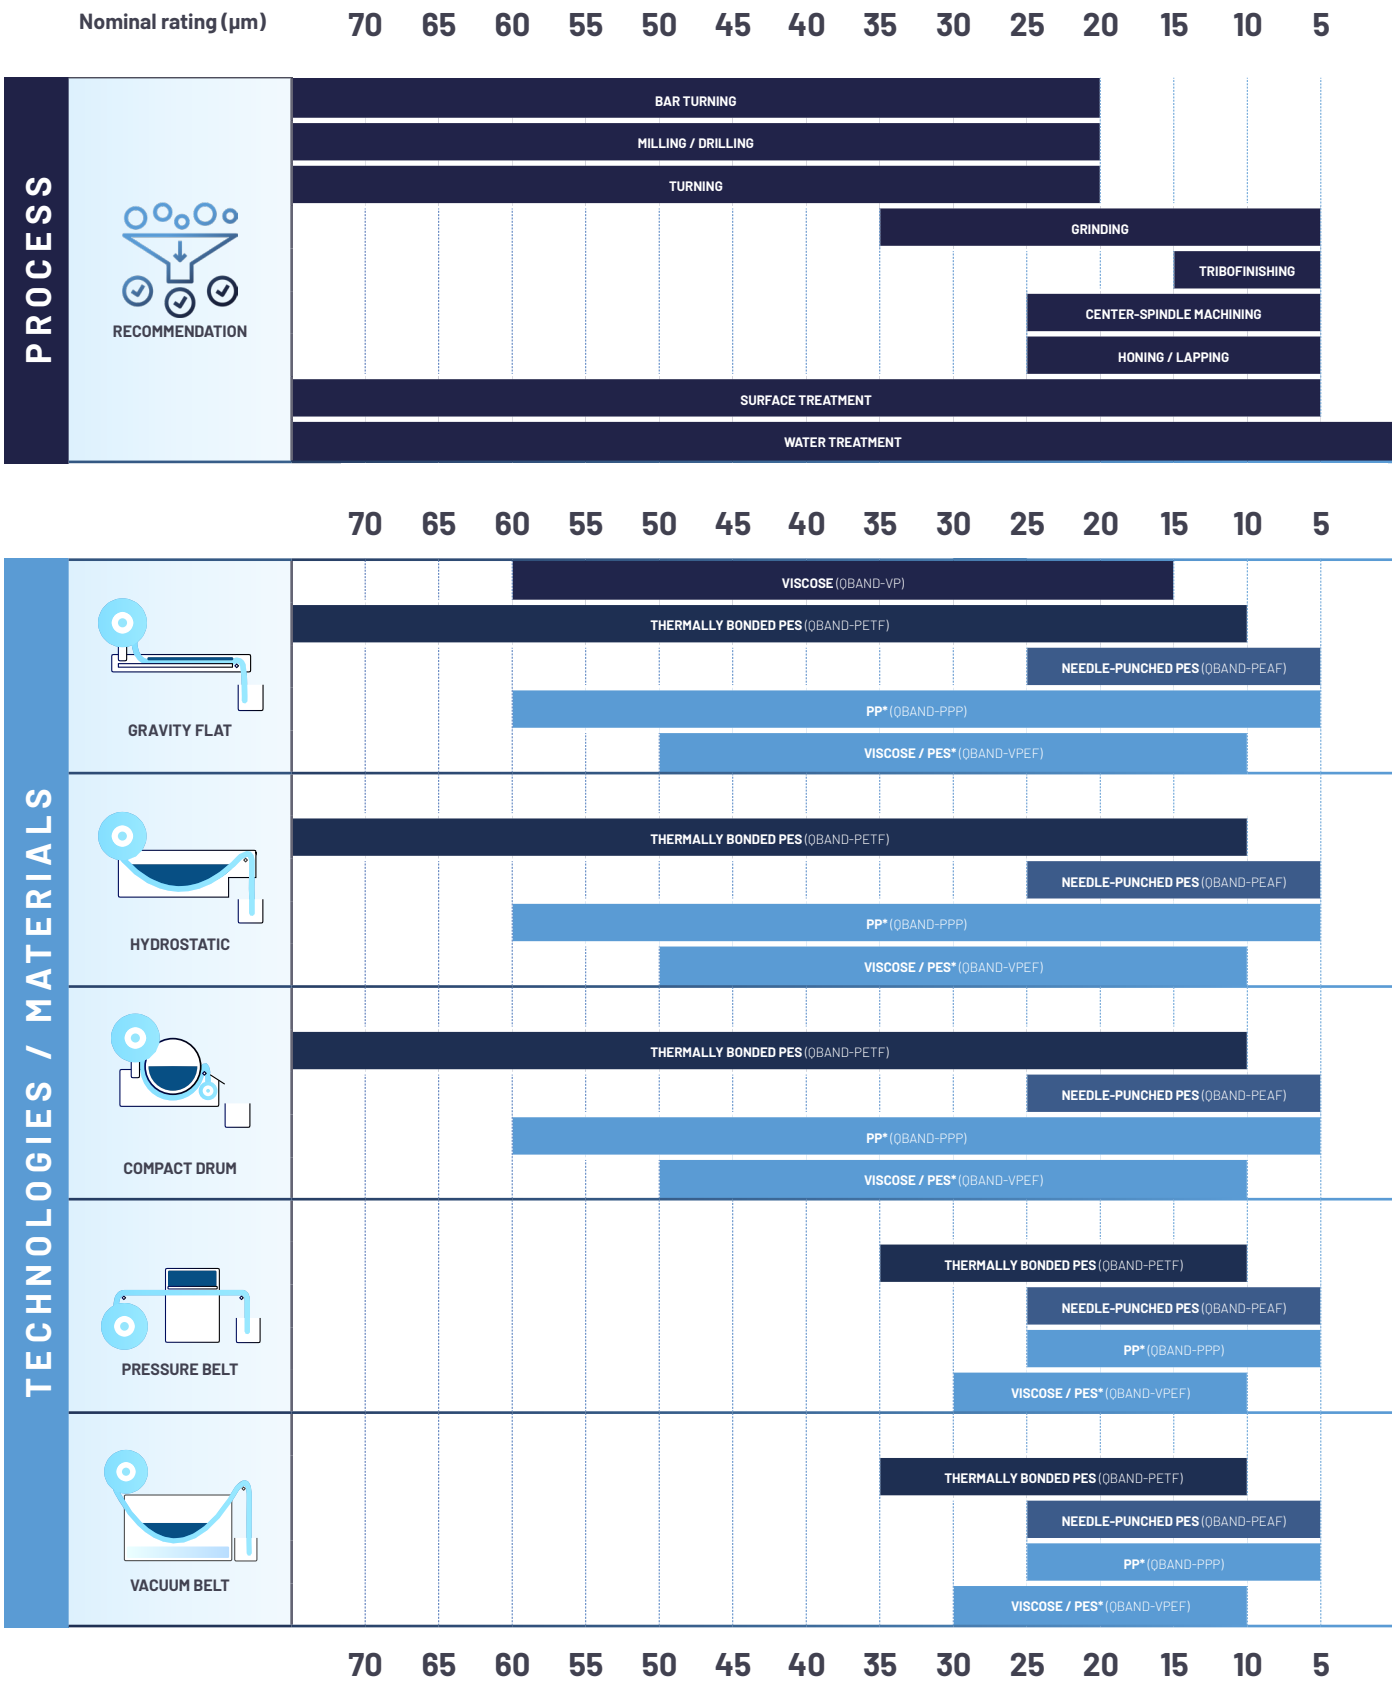 Nominal rating (µm) 70 65 60 55 50 45 40 35 30 25 20 15 10 5
PROCESS
RECOMMENDATION
BAR TURNING
MILLING / DRILLING
TURNING
GRINDING
TRIBOFINISHING
CENTER-SPINDLE MACHINING
HONING / LAPPING
SURFACE TREATMENT
WATER TREATMENT
70 65 60 55 50 45 40 35 30 25 20 15 10 5
TECHNOLOGIES / MATERIALS
GRAVITY FLAT
VISCOSE (QBAND-VP)
THERMALLY BONDED PES (QBAND-PETF)
NEEDLE-PUNCHED PES (QBAND-PEAF)
PP* (QBAND-PPP)
VISCOSE / PES* (QBAND-VPEF)
HYDROSTATIC
THERMALLY BONDED PES (QBAND-PETF)
NEEDLE-PUNCHED PES (QBAND-PEAF)
PP* (QBAND-PPP)
VISCOSE / PES* (QBAND-VPEF)
COMPACT DRUM
THERMALLY BONDED PES (QBAND-PETF)
NEEDLE-PUNCHED PES (QBAND-PEAF)
PP* (QBAND-PPP)
VISCOSE / PES* (QBAND-VPEF)
PRESSURE BELT
THERMALLY BONDED PES (QBAND-PETF)
NEEDLE-PUNCHED PES (QBAND-PEAF)
PP* (QBAND-PPP)
VISCOSE / PES* (QBAND-VPEF)
VACUUM BELT
THERMALLY BONDED PES (QBAND-PETF)
NEEDLE-PUNCHED PES (QBAND-PEAF)
PP* (QBAND-PPP)
VISCOSE / PES* (QBAND-VPEF)
70 65 60 55 50 45 40 35 30 25 20 15 10 5